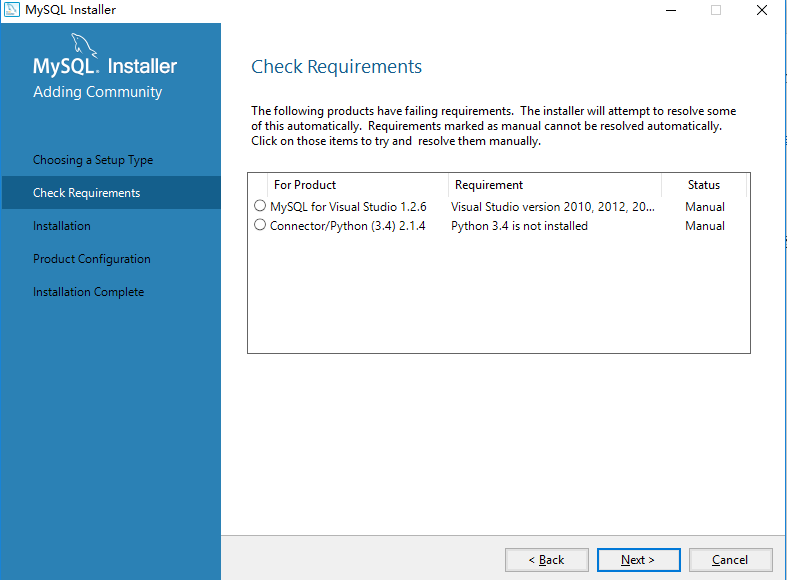 MySQL Installer
MySQL. Installer
Adding Community
Choosing a Setup Type
Check Requirements
Installation
Product Configuration
Installation Complete
Check Requirements
The following products have failing requirements. The installer will attempt to resolve some
of this automatically. Requirements marked as manual cannot be resolved automatically.
Click on those items to try and resolve them manually.
For Product Requirement Status
MySQL for Visual Studio 1.2.6 Visual Studio version 2010, 2012, 20... Manual
Connector/Python (3.4) 2.1.4 Python 3.4 is not installed Manual
< Back Next > Cancel